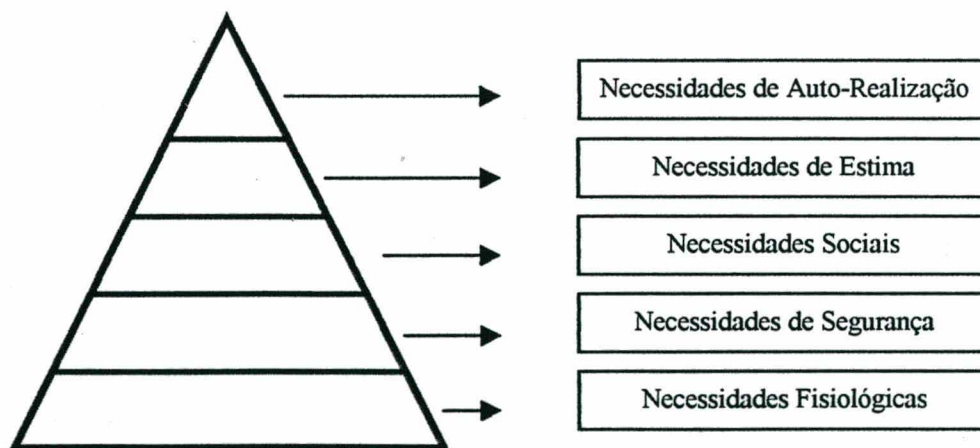 Necessidades de Auto-Realização
Necessidades de Estima
Necessidades Sociais
Necessidades de Segurança
Necessidades Fisiológicas